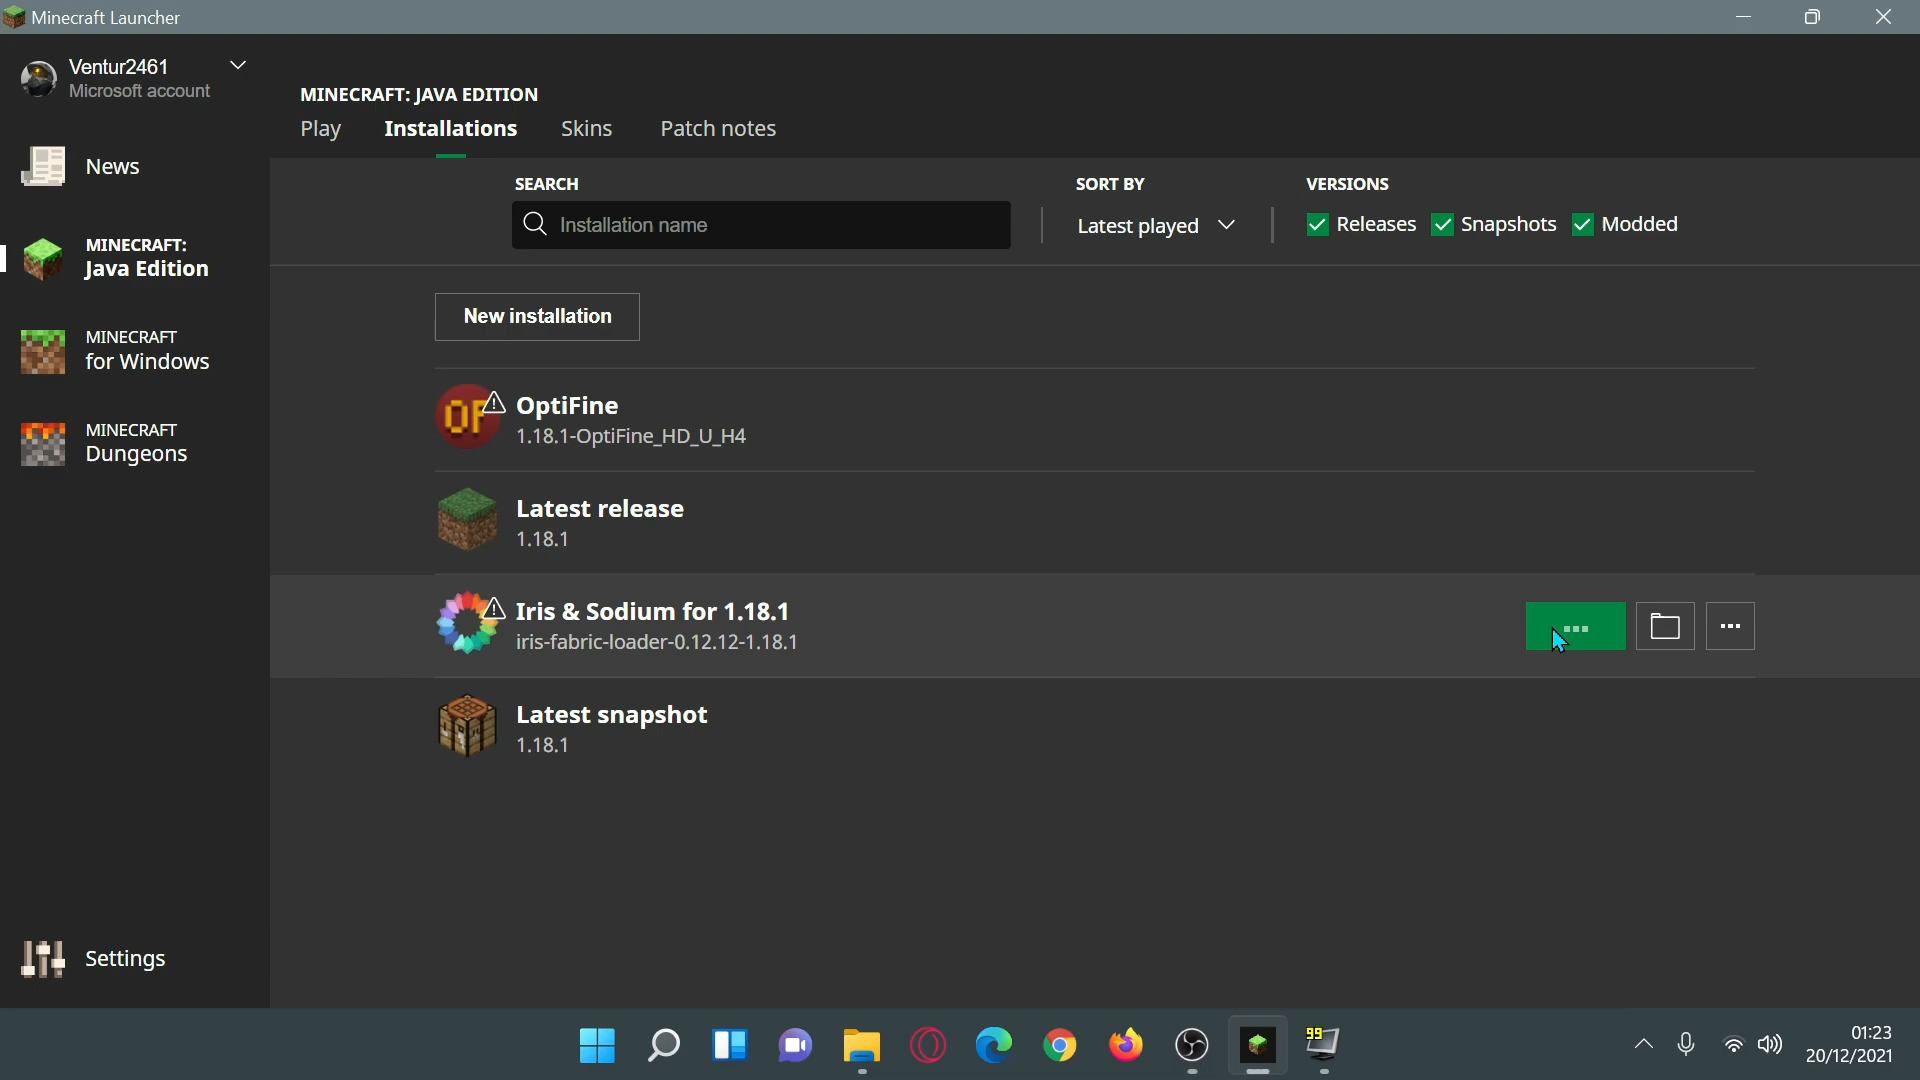 Minecraft Launcher
Ventur2461
Microsoft account
News
MINECRAFT:
Java Edition
MINECRAFT
for Windows
MINECRAFT
Dungeons
Settings
MINECRAFT: JAVA EDITION
Play Installations Skins Patch notes
SEARCH SORT BY VERSIONS
Installation name Latest played Releases Snapshots Modded
New installation
OF OptiFine
1.18.1-OptiFine_HD_U_H4
Latest release
1.18.1
Iris & Sodium for 1.18.1
iris-fabric-loader-0.12.12-1.18.1
Latest snapshot
1.18.1
99
01:23
20/12/2021